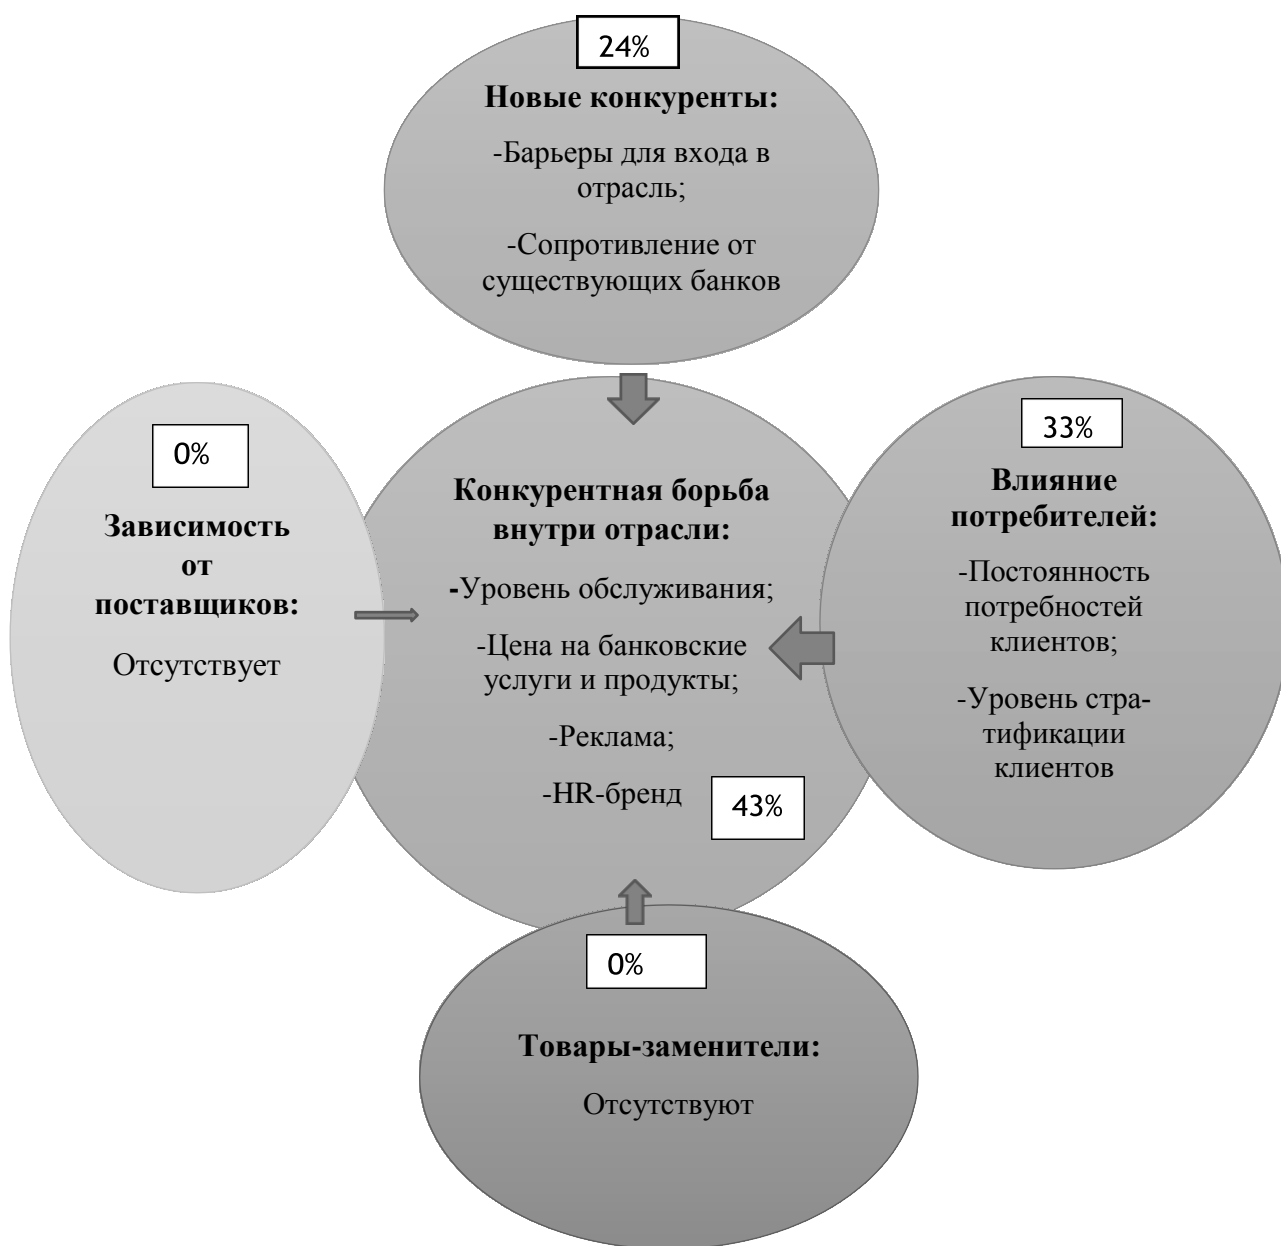 24%
Новые конкуренты:
-Барьеры для входа в
отрасль;
-Сопротивление от
существующих банков
0%
Зависимость
от
поставщиков:
Отсутствует
Конкурентная борьба
внутри отрасли:
-Уровень обслуживания;
-Цена на банковские
услуги и продукты;
-Реклама;
-HR-бренд
43%
33%
Влияние
потребителей:
-Постоянность
потребностей
клиентов;
-Уровень стра-
тификации
клиентов
0%
Товары-заменители:
Отсутствуют